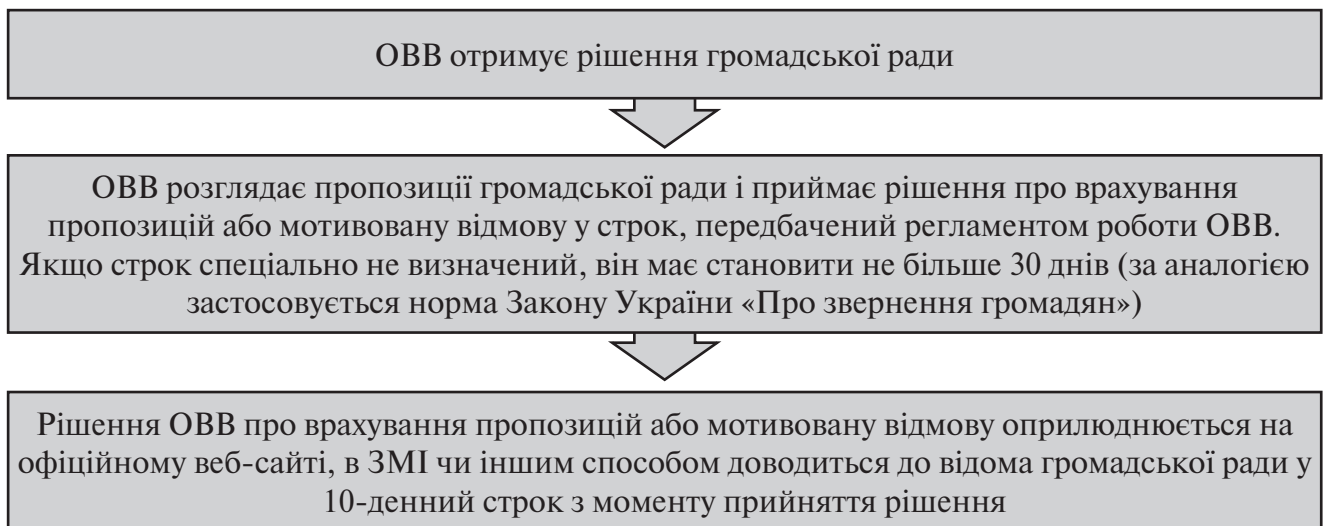 ОВВ отримує рішення громадської ради
ОВВ розглядає пропозиції громадської ради і приймає рішення про врахування
пропозицій або мотивовану відмову у строк, передбачений регламентом роботи ОВВ.
Якщо строк спеціально не визначений, він має становити не більше 30 днів (за аналогією
застосовується норма Закону України «Про звернення громадян»)
Рішення ОВВ про врахування пропозицій або мотивовану відмову оприлюднюється на
офіційному веб-сайті, в ЗМІ чи іншим способом доводиться до відома громадської ради у
10-денний строк з моменту прийняття рішення